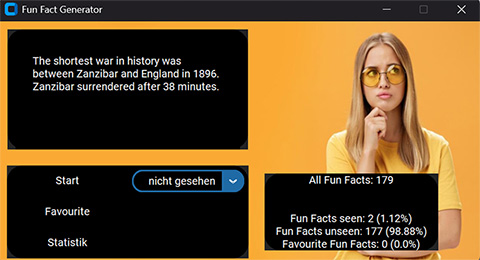 Fun Fact Generator
The shortest war in history was
between Zanzibar and England in 1896.
Zanzibar surrendered after 38 minutes.
Start
nicht gesehen
Favourite
Statistik
All Fun Facts: 179
Fun Facts seen: 2 (1.12%)
Fun Facts unseen: 177 (98.88%)
Favourite Fun Facts: 0 (0.0%)